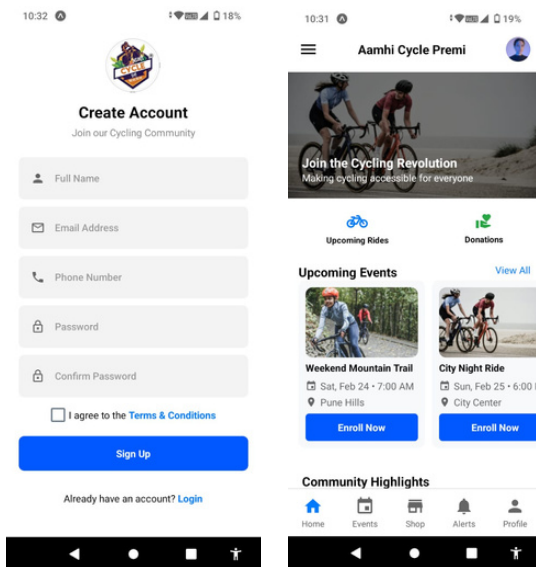 10:32
18%
CYCLE
Create Account
Join our Cycling Community
Full Name
Email Address
Phone Number
Password
Confirm Password
I agree to the Terms & Conditions
Sign Up
Already have an account? Login
10:31
19%
Aamhi Cycle Premi
Join the Cycling Revolution
Making cycling accessible for everyone
Upcoming Rides
Donations
Upcoming Events
View All
Weekend Mountain Trail
Sat, Feb 24 • 7:00 AM
Pune Hills
Enroll Now
City Night Ride
Sun, Feb 25 • 6:00
City Center
Enroll Now
Community Highlights
Home
Events
Shop
Alerts
Profile